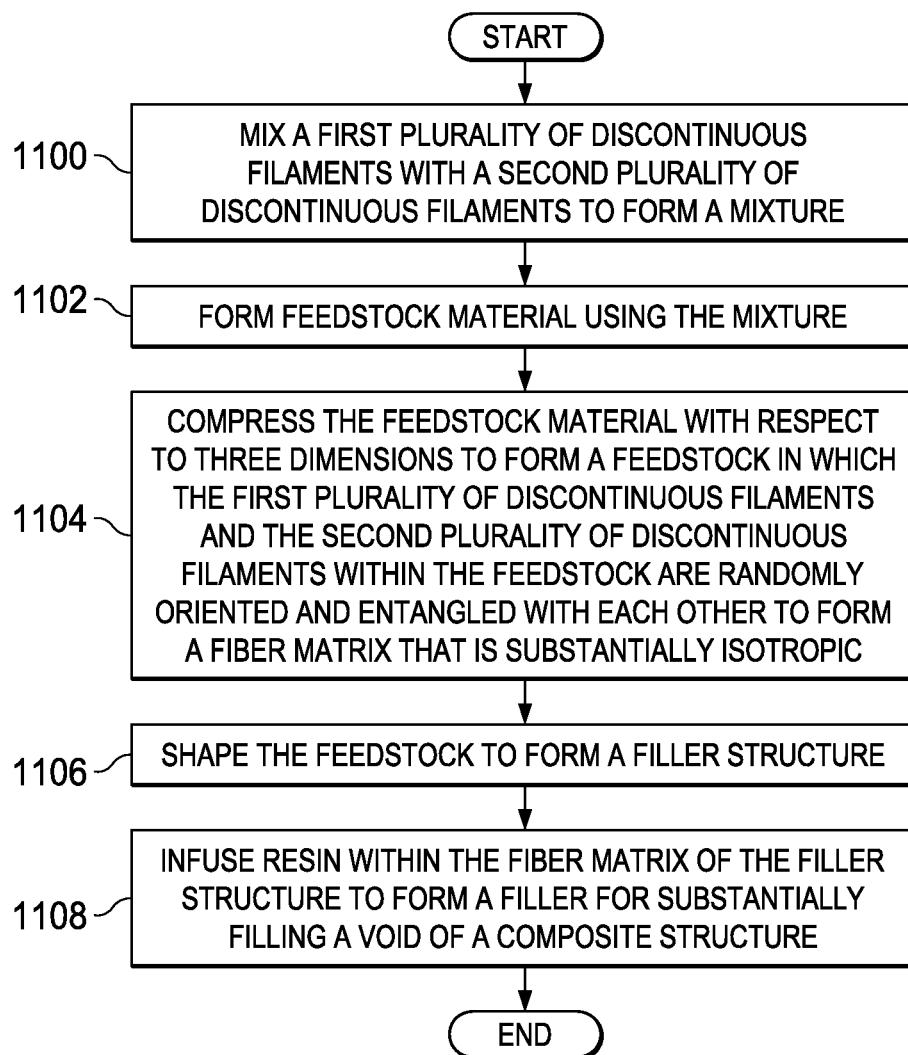 START
1100
MIX A FIRST PLURALITY OF DISCONTINUOUS
FILAMENTS WITH A SECOND PLURALITY OF
DISCONTINUOUS FILAMENTS TO FORM A MIXTURE
1102
FORM FEEDSTOCK MATERIAL USING THE MIXTURE
1104
COMPRESS THE FEEDSTOCK MATERIAL WITH RESPECT
TO THREE DIMENSIONS TO FORM A FEEDSTOCK IN WHICH
THE FIRST PLURALITY OF DISCONTINUOUS FILAMENTS
AND THE SECOND PLURALITY OF DISCONTINUOUS
FILAMENTS WITHIN THE FEEDSTOCK ARE RANDOMLY
ORIENTED AND ENTANGLED WITH EACH OTHER TO FORM
A FIBER MATRIX THAT IS SUBSTANTIALLY ISOTROPIC
1106
SHAPE THE FEEDSTOCK TO FORM A FILLER STRUCTURE
1108
INFUSE RESIN WITHIN THE FIBER MATRIX OF THE FILLER
STRUCTURE TO FORM A FILLER FOR SUBSTANTIALLY
FILLING A VOID OF A COMPOSITE STRUCTURE
END